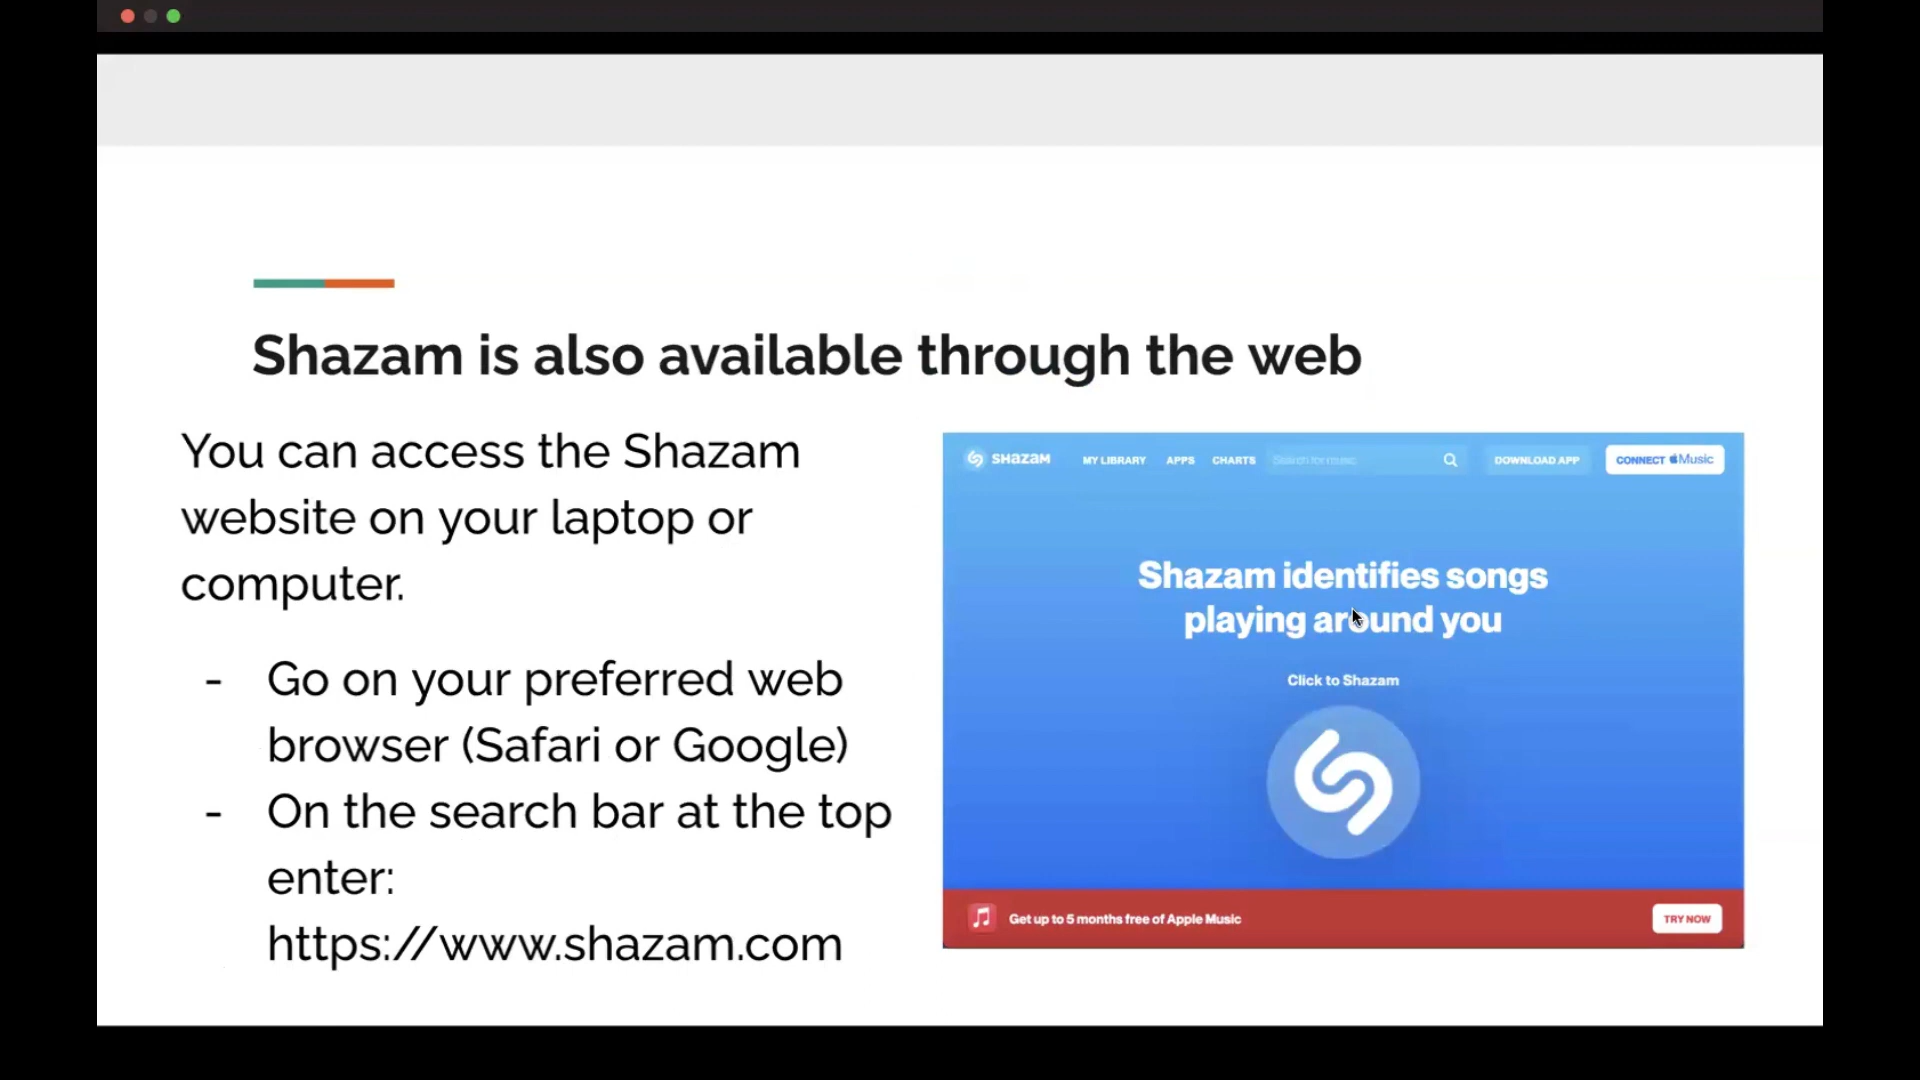 Shazam is also available through the web
You can access the Shazam
website on your laptop or
computer.
- Go on your preferred web
browser (Safari or Google)
- On the search bar at the top
enter:
https://www.shazam.com
SHAZAM MY LIBRARY APPS CHARTS Search for music DOWNLOAD APP CONNECT Music
Shazam identifies songs
playing around you
Click to Shazam
Get up to 5 months free of Apple Music TRY NOW